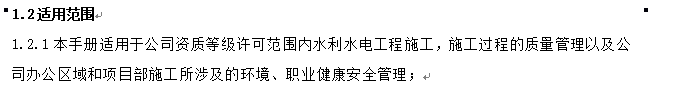 1.2适用范围
1.2.1本手册适用于公司资质等级许可范围内水利水电工程施工，施工过程的质量管理以及公
司办公区域和项目部施工所涉及的环境、职业健康安全管理；